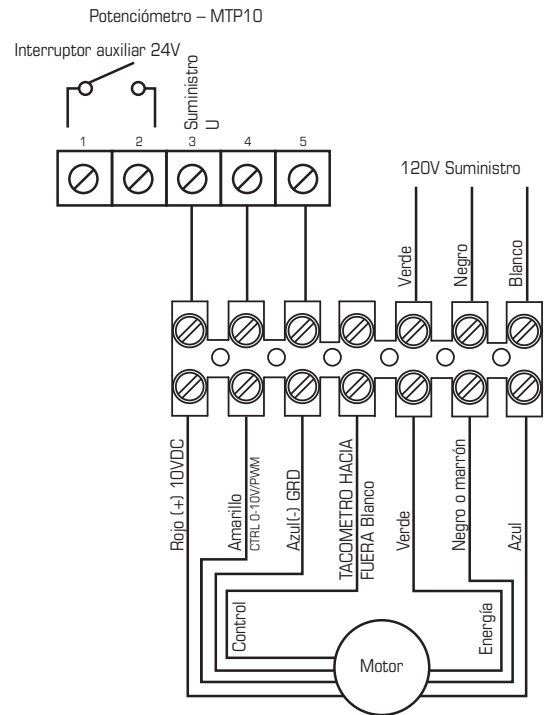 Potenciómetro – MTP10
Interruptor auxiliar 24V
Suministro
U
1
2
3
4
5
120V Suministro
Verde
Negro
Blanco
Rojo (+) 10VDC
Amarillo
CTRL 0-10V/PWM
Azul(-) GRD
TACOMETRO HACIA
FUERA Blanco
Verde
Negro o marrón
Azul
Control
Energía
Motor